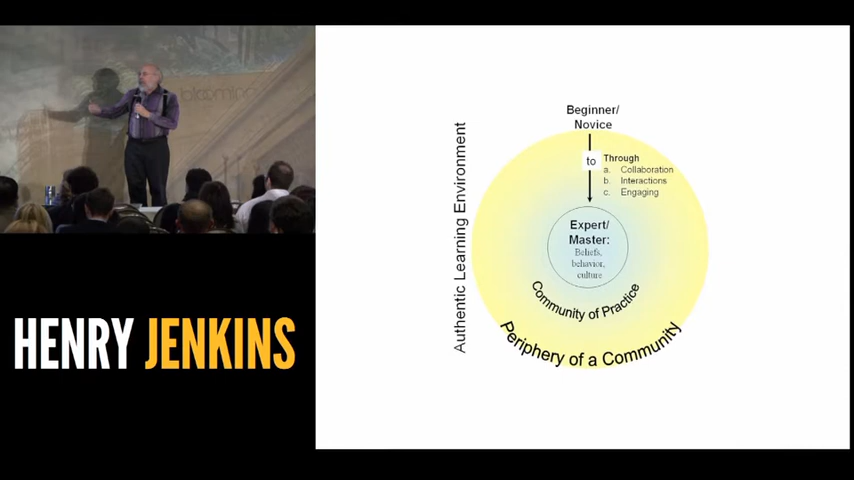 blooming
HENRY JENKINS
Authentic Learning Environment
Beginner/
Novice
to
Through
a. Collaboration
b. Interactions
c. Engaging
Expert/
Master:
Beliefs,
behavior,
culture
Community of Practice
Periphery of a Community